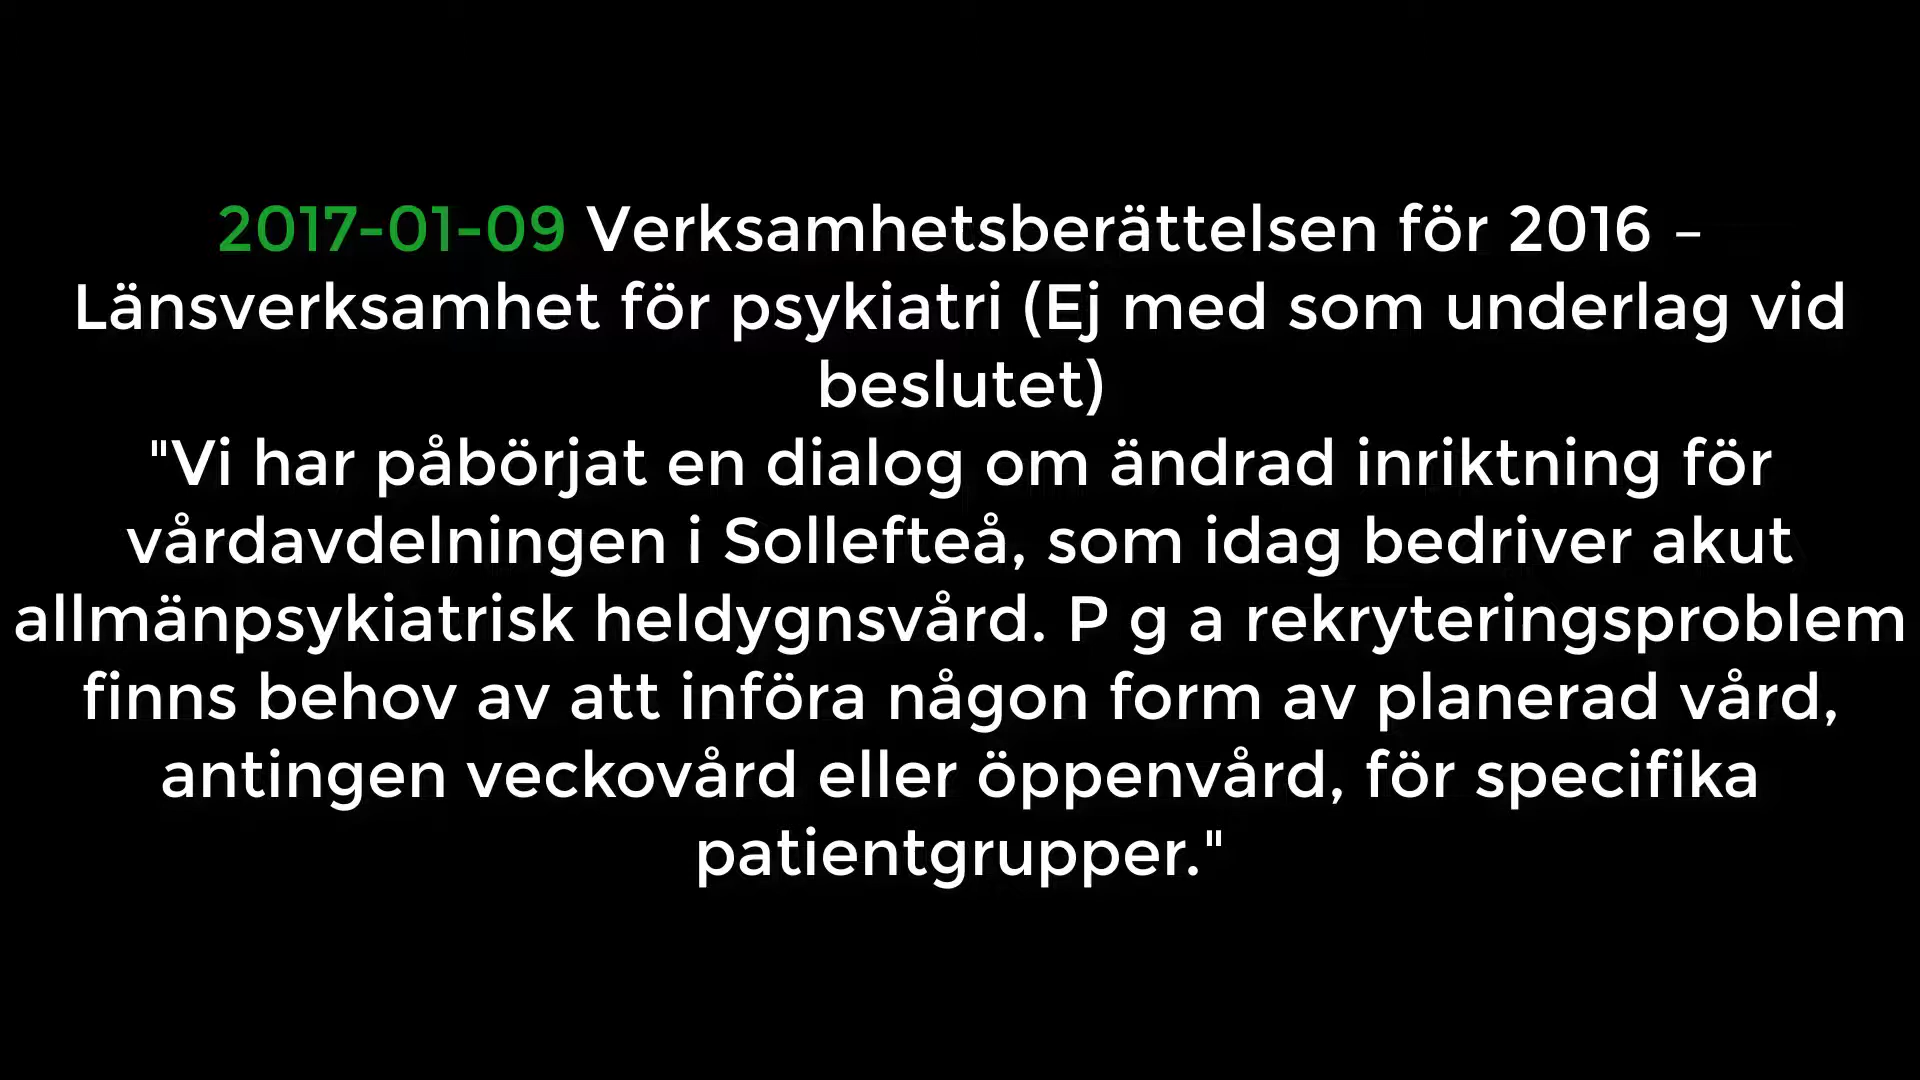 2017-01-09 Verksamhetsberättelsen för 2016 –
Länsverksamhet för psykiatri (Ej med som underlag vid
beslutet)
"Vi har påbörjat en dialog om ändrad inriktning för
vårdavdelningen i Sollefteå, som idag bedriver akut
allmänpsykiatrisk heldygnsvård. P g a rekryteringsproblem
finns behov av att införa någon form av planerad vård,
antingen veckovård eller öppenvård, för specifika
patientgrupper."